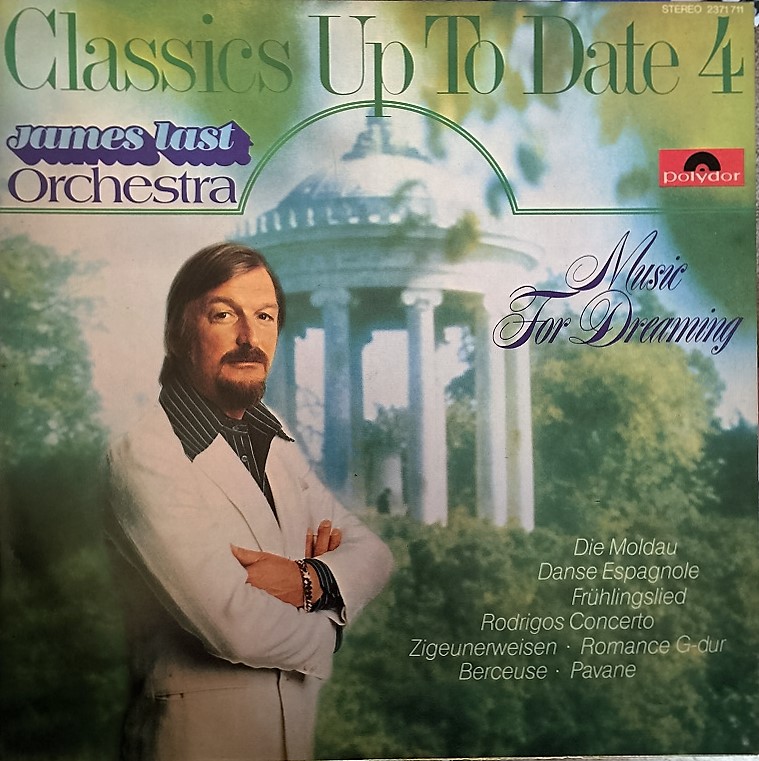 STEREO 2371 711
Classics Up To Date 4
james last
Orchestra
polydor
Music
For Dreaming
Die Moldau
Danse Espagnole
Frühlingslied
Rodrigos Concerto
Zigeunerweisen · Romance G-dur
Berceuse · Pavane